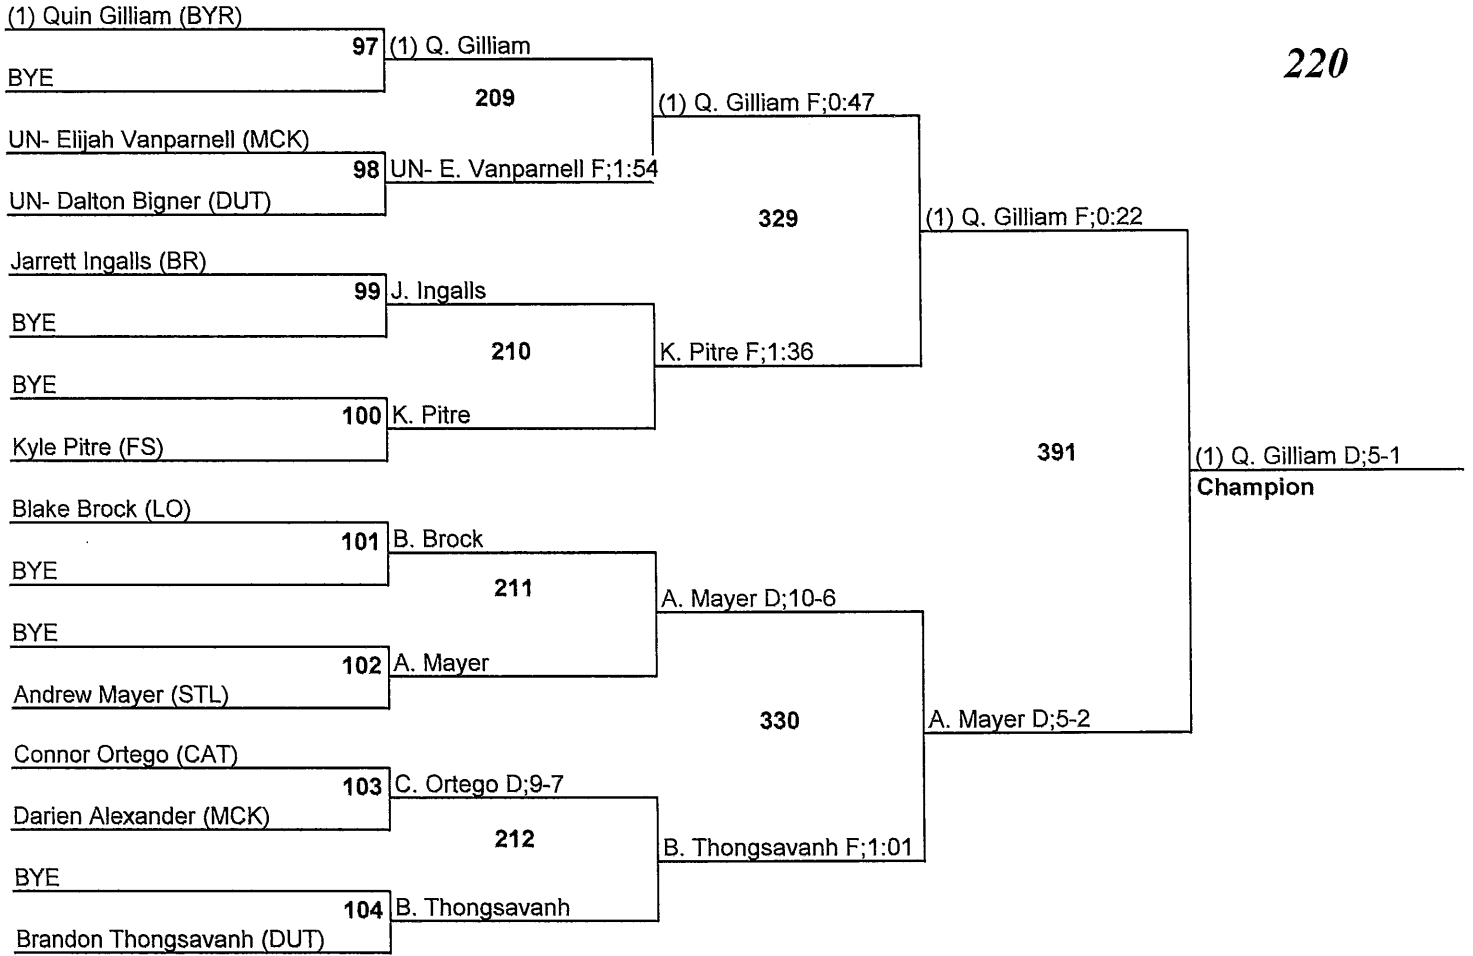 (1) Quin Gilliam (BYR)
97
(1) Q. Gilliam
220
BYE
209
(1) Q. Gilliam F;0:47
UN- Elijah Vanparnell (MCK)
98
UN- E. Vanparnell F;1:54
UN- Dalton Bigner (DUT)
329
(1) Q. Gilliam F;0:22
Jarrett Ingalls (BR)
99
J. Ingalls
BYE
210
K. Pitre F;1:36
BYE
100
K. Pitre
Kyle Pitre (FS)
391
(1) Q. Gilliam D;5-1
Champion
Blake Brock (LO)
101
B. Brock
BYE
211
A. Mayer D;10-6
BYE
102
A. Mayer
Andrew Mayer (STL)
330
A. Mayer D;5-2
Connor Ortego (CAT)
103
C. Ortego D;9-7
Darien Alexander (MCK)
212
B. Thongsavanh F;1:01
BYE
104
B. Thongsavanh
Brandon Thongsavanh (DUT)